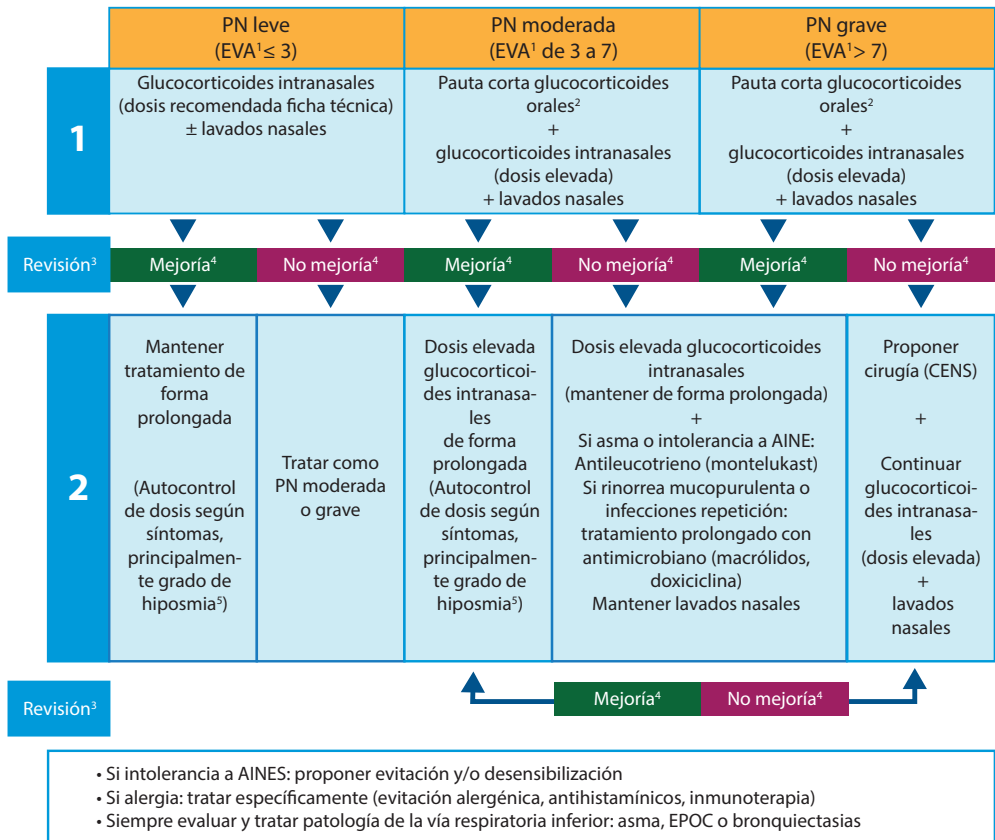 PN leve
(EVA¹≤ 3)
PN moderada
(EVA¹ de 3 a 7)
PN grave
(EVA¹> 7)
1
Glucocorticoides intranasales
(dosis recomendada ficha técnica)
± lavados nasales
Pauta corta glucocorticoides
orales²
+
glucocorticoides intranasales
(dosis elevada)
+ lavados nasales
Pauta corta glucocorticoides
orales²
+
glucocorticoides intranasales
(dosis elevada)
+ lavados nasales
Revisión³
Mejoría⁴
No mejoría⁴
Mejoría⁴
No mejoría⁴
Mejoría⁴
No mejoría⁴
2
Mantener
tratamiento de
forma
prolongada
(Autocontrol
de dosis según
síntomas,
principalmen-
te grado de
hiposmia⁵)
Tratar como
PN moderada
o grave
Dosis elevada
glucocorticoi-
des intranasa-
les
de forma
prolongada
(Autocontrol
de dosis según
síntomas,
principalmen-
te grado de
hiposmia⁵)
Dosis elevada glucocorticoides
intranasales
(mantener de forma prolongada)
+
Si asma o intolerancia a AINE:
Antileucotrieno (montelukast)
Si rinorrea mucopurulenta o
infecciones repetición:
tratamiento prolongado con
antimicrobiano (macrólidos,
doxiciclina)
Mantener lavados nasales
Proponer
cirugía (CENS)
+
Continuar
glucocorticoi-
des intranasa-
les
(dosis elevada)
+
lavados
nasales
Revisión³
Mejoría⁴
No mejoría⁴
• Si intolerancia a AINES: proponer evitación y/o desensibilización
• Si alergia: tratar específicamente (evitación alergénica, antihistamínicos, inmunoterapia)
• Siempre evaluar y tratar patología de la vía respiratoria inferior: asma, EPOC o bronquiectasias